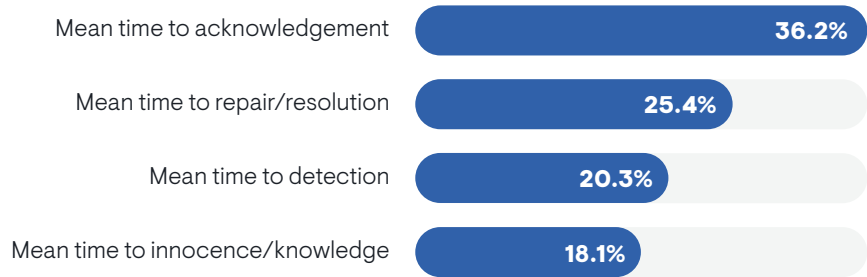 Mean time to acknowledgement 36.2%
Mean time to repair/resolution 25.4%
Mean time to detection 20.3%
Mean time to innocence/knowledge 18.1%